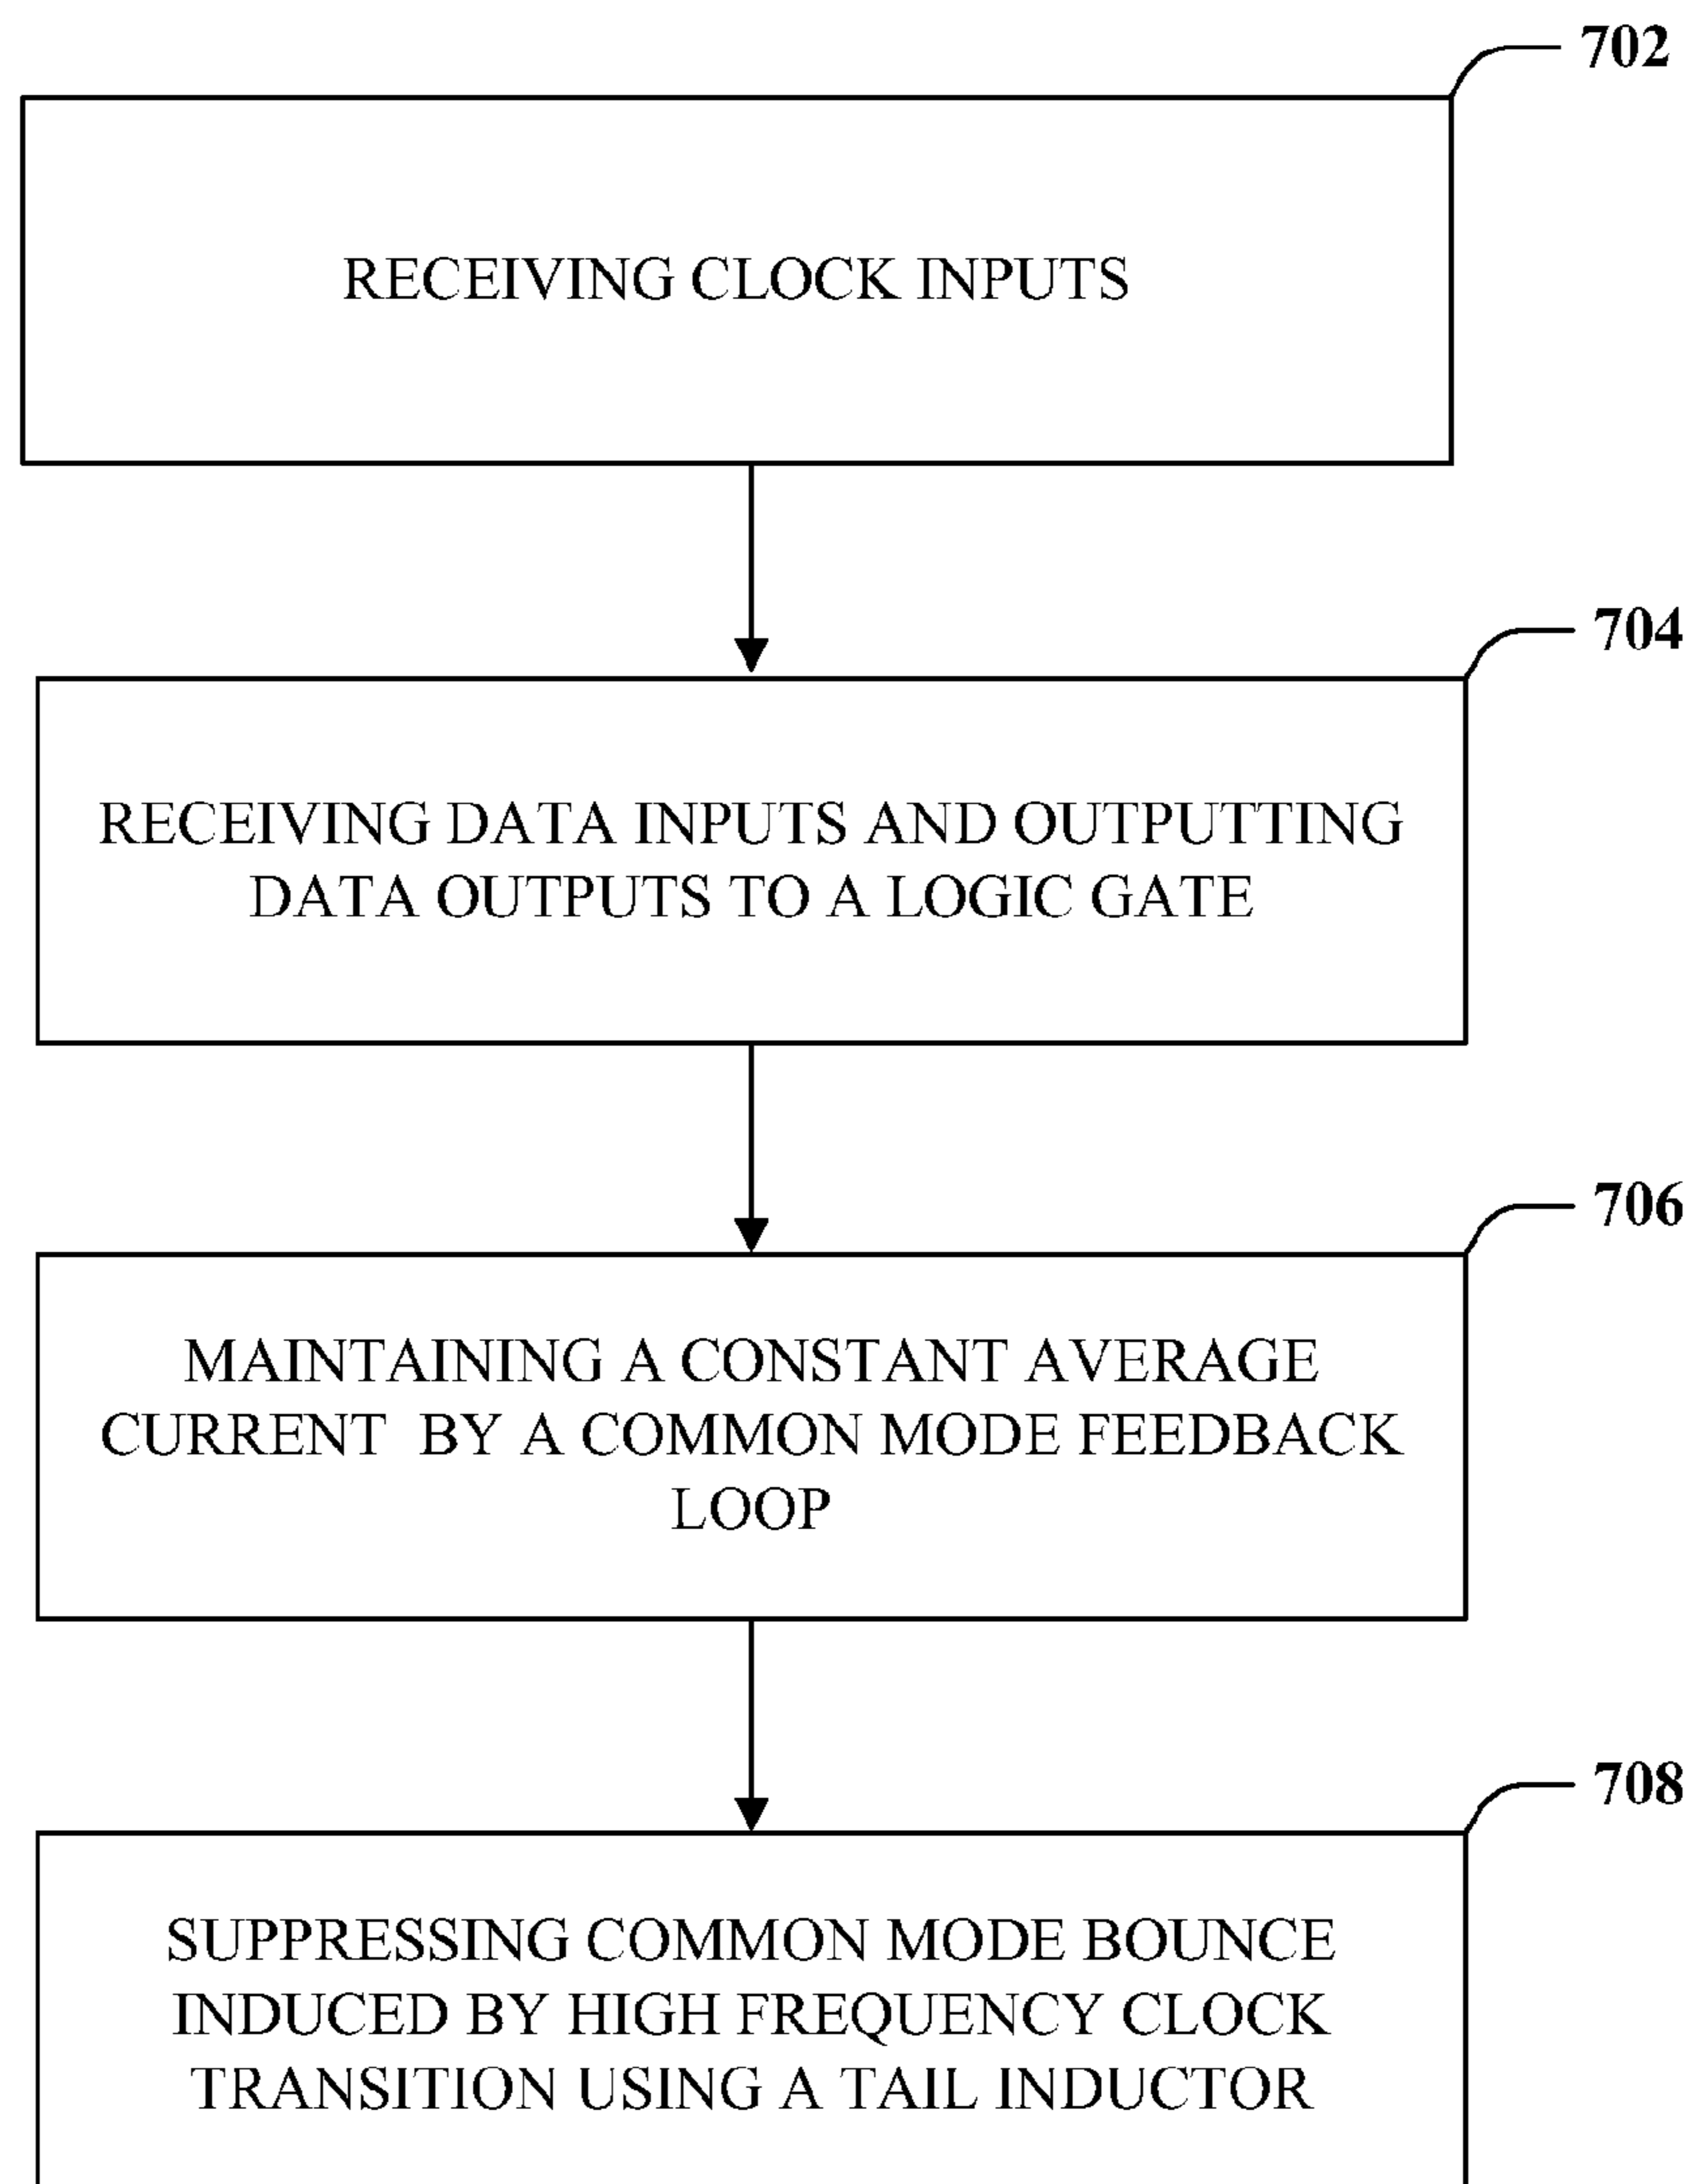 702
RECEIVING CLOCK INPUTS
704
RECEIVING DATA INPUTS AND OUTPUTTING
DATA OUTPUTS TO A LOGIC GATE
706
MAINTAINING A CONSTANT AVERAGE
CURRENT BY A COMMON MODE FEEDBACK
LOOP
708
SUPPRESSING COMMON MODE BOUNCE
INDUCED BY HIGH FREQUENCY CLOCK
TRANSITION USING A TAIL INDUCTOR